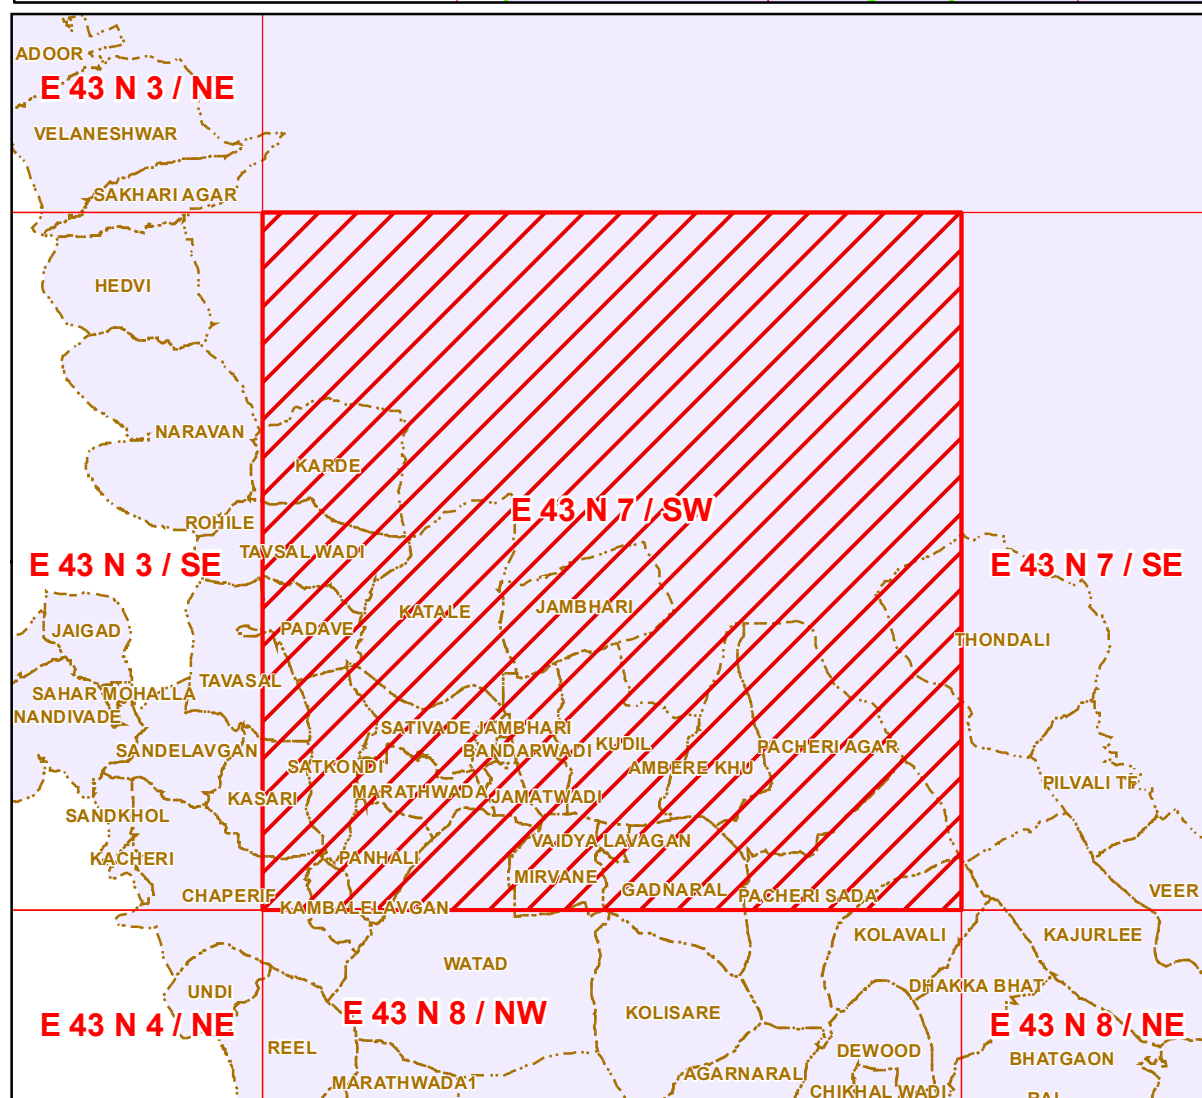 ADOOR
E 43 N 3 / NE
VELANESHWAR
SAKHARI AGAR
HEDVI
NARAVAN
KARDE
E 43 N 7 / SW
ROHILE
TAVSAL WADI
E 43 N 3 / SE
E 43 N 7 / SE
KATALE
JAMBHARI
JAIGAD
PADAVE
THONDALI
TAVASAL
SAHAR MOHALLA
NANDIVADE
SATIVADE JAMBHARI
SANDELAVGAN
BANDARWADI
KUDIL
PACHERI AGAR
SATKONDI
AMBERE KHU
PILVALI TF
MARATHWADA
JAMATWADI
KASARI
SANDKHOL
VAIDYA LAVAGAN
KACHERI
PANHALI
MIRVANE
GADNARAL
VEER
CHAPERIF
PACHERI SADA
KAMBALELAVGAN
KOLAVALI
KAJURLEE
WATAD
UNDI
DHAKKA BHAT
E 43 N 4 / NE
E 43 N 8 / NW
KOLISARE
E 43 N 8 / NE
REEL
DEWOOD
BHATGAON
MARATHWADA1
AGARNARAL
CHIKHAL WADI